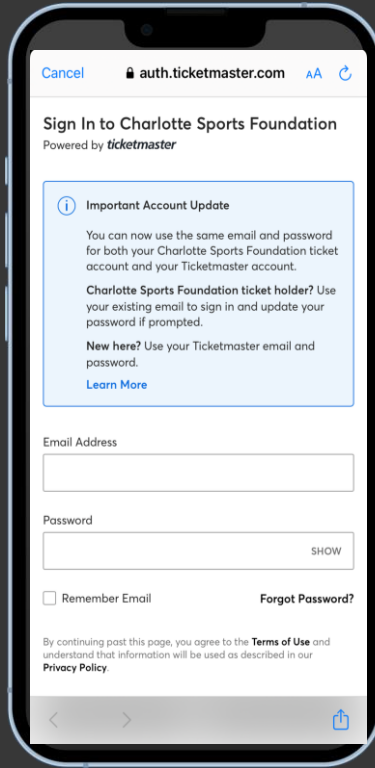 Cancel auth.ticketmaster.com AA
Sign In to Charlotte Sports Foundation
Powered by ticketmaster
Important Account Update
You can now use the same email and password
for both your Charlotte Sports Foundation ticket
account and your Ticketmaster account.
Charlotte Sports Foundation ticket holder? Use
your existing email to sign in and update your
password if prompted.
New here? Use your Ticketmaster email and
password.
Learn More
Email Address
Password
SHOW
Remember Email Forgot Password?
By continuing past this page, you agree to the Terms of Use and
understand that information will be used as described in our
Privacy Policy.